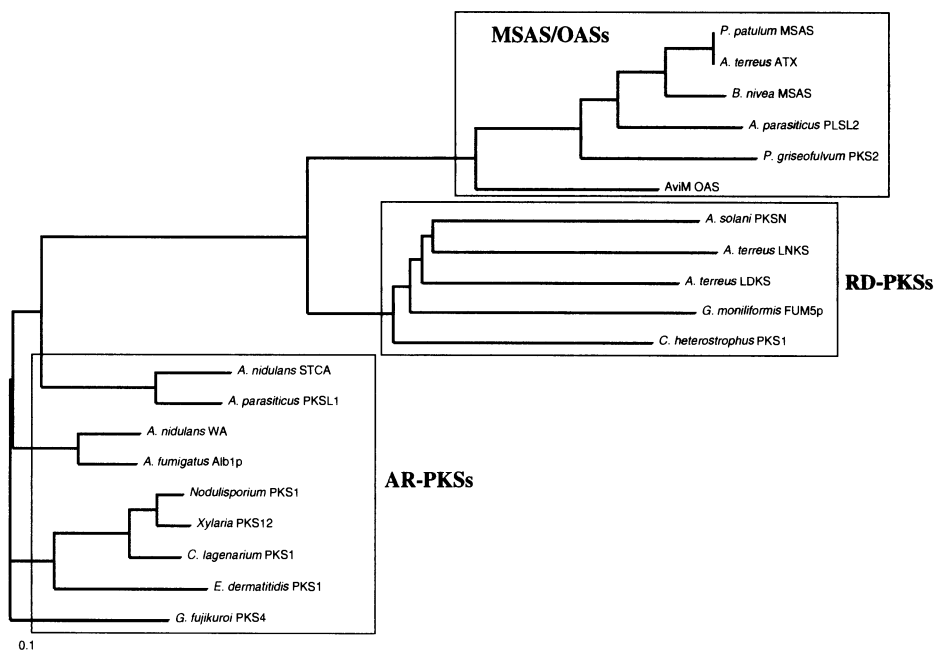 MSAS/OASs
P. patulum MSAS
A. terreus ATX
B. nivea MSAS
A. parasiticus PLSL2
P. griseofulvum PKS2
AviM OAS
A. solani PKSN
A. terreus LNKS
A. terreus LDKS
RD-PKSs
G. moniliformis FUM5p
C. heterostrophus PKS1
A. nidulans STCA
A. parasiticus PKSL1
A. nidulans WA
A. fumigatus Alb1p
AR-PKSs
Nodulisporium PKS1
Xylaria PKS12
C. lagenarium PKS1
E. dermatitidis PKS1
G. fujikuroi PKS4
0.1